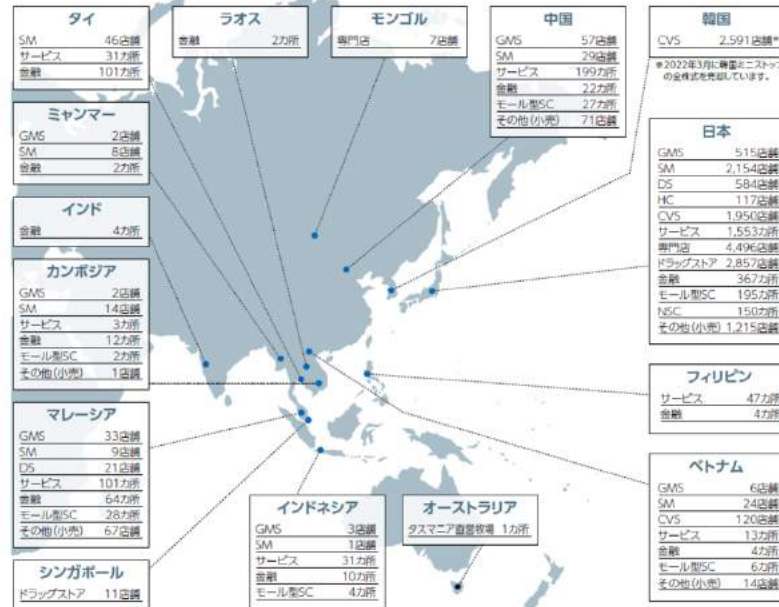 タイ
SM 46店舗
サービス 31カ所
金融 101カ所
ラオス
金融 2カ所
モンゴル
専門店 7店舗
中国
GMS 57店舗
SM 29店舗
サービス 199カ所
金融 22カ所
モール型SC 27カ所
その他(小売) 71店舗
韓国
CVS 2,591店舗※
※2022年3月に韓国ミニストップ
の全株式を売却しています。
ミャンマー
GMS 2店舗
SM 8店舗
金融 2カ所
日本
GMS 515店舗
SM 2,154店舗
DS 584店舗
HC 117店舗
CVS 1,950店舗
サービス 1,553カ所
専門店 4,496店舗
ドラッグストア 2,857店舗
金融 367カ所
モール型SC 195カ所
NSC 150カ所
その他(小売) 1,215店舗
インド
金融 4カ所
カンボジア
GMS 2店舗
SM 14店舗
サービス 3カ所
金融 12カ所
モール型SC 2カ所
その他(小売) 1店舗
フィリピン
サービス 47カ所
金融 4カ所
マレーシア
GMS 33店舗
SM 9店舗
DS 21店舗
サービス 101カ所
金融 64カ所
モール型SC 28カ所
その他(小売) 67店舗
ベトナム
GMS 6店舗
SM 24店舗
CVS 120店舗
サービス 13カ所
金融 4カ所
モール型SC 6カ所
その他(小売) 14店舗
インドネシア
GMS 3店舗
SM 1店舗
サービス 31カ所
金融 10カ所
モール型SC 4カ所
オーストラリア
タスマニア直営牧場 1カ所
シンガポール
ドラッグストア 11店舗